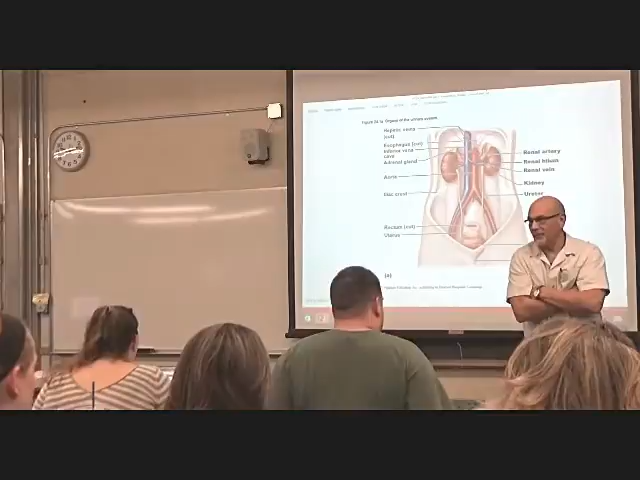 Figure 24.1a Organs of the urinary system.
Hepatic veins
(cut)
Esophagus (cut)
Inferior vena
cava
Adrenal gland
Aorta
Iliac crest
Rectum (cut)
Uterus
Renal artery
Renal hilum
Renal vein
Kidney
Ureter
(a)